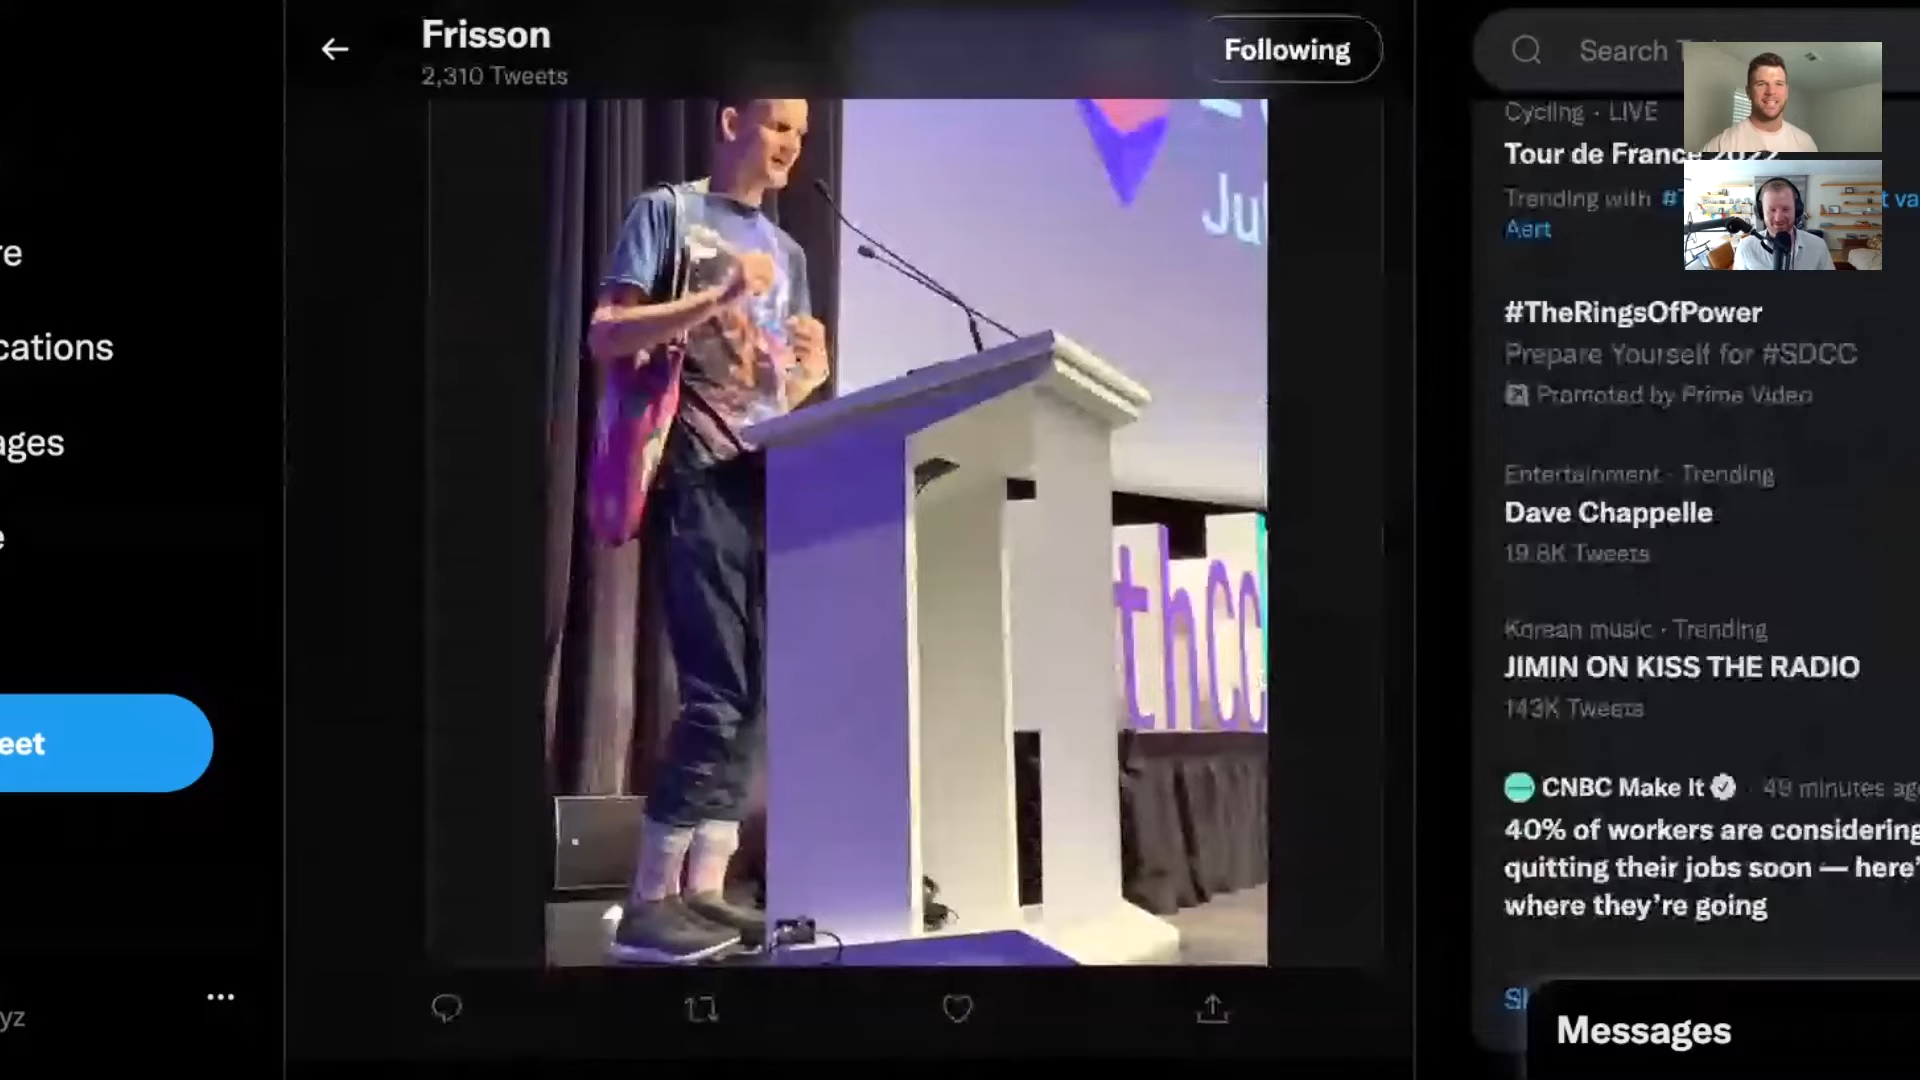 Frisson
2,310 Tweets
Following
Search
Cycling · LIVE
Tour de France 2022
Trending with
Aert
#TheRingsOfPower
Prepare Yourself for #SDCC
Promoted by Prime Video
Entertainment · Trending
Dave Chappelle
19.8K Tweets
Korean music · Trending
JIMIN ON KISS THE RADIO
143K Tweets
CNBC Make It · 49 minutes ag
40% of workers are considering
quitting their jobs soon — here’
where they’re going
Messages
re
cations
ages
e
eet
yz
Ju
thcc